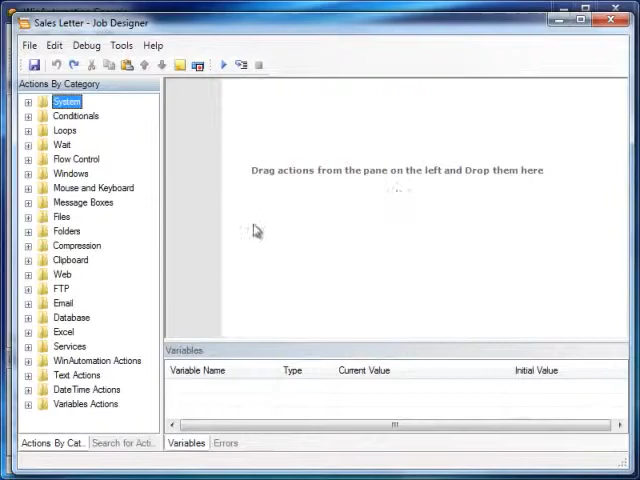 WinAutomation Console
Sales Letter - Job Designer
File Edit Debug Tools Help
Actions By Category
System
Conditionals
Loops
Wait
Flow Control
Windows
Mouse and Keyboard
Message Boxes
Files
Folders
Compression
Clipboard
Web
FTP
Email
Database
Excel
Services
WinAutomation Actions
Text Actions
DateTime Actions
Variables Actions
Actions By Cat.. Search for Acti..
Drag actions from the pane on the left and Drop them here
Variables
Variable Name Type Current Value Initial Value
Variables Errors